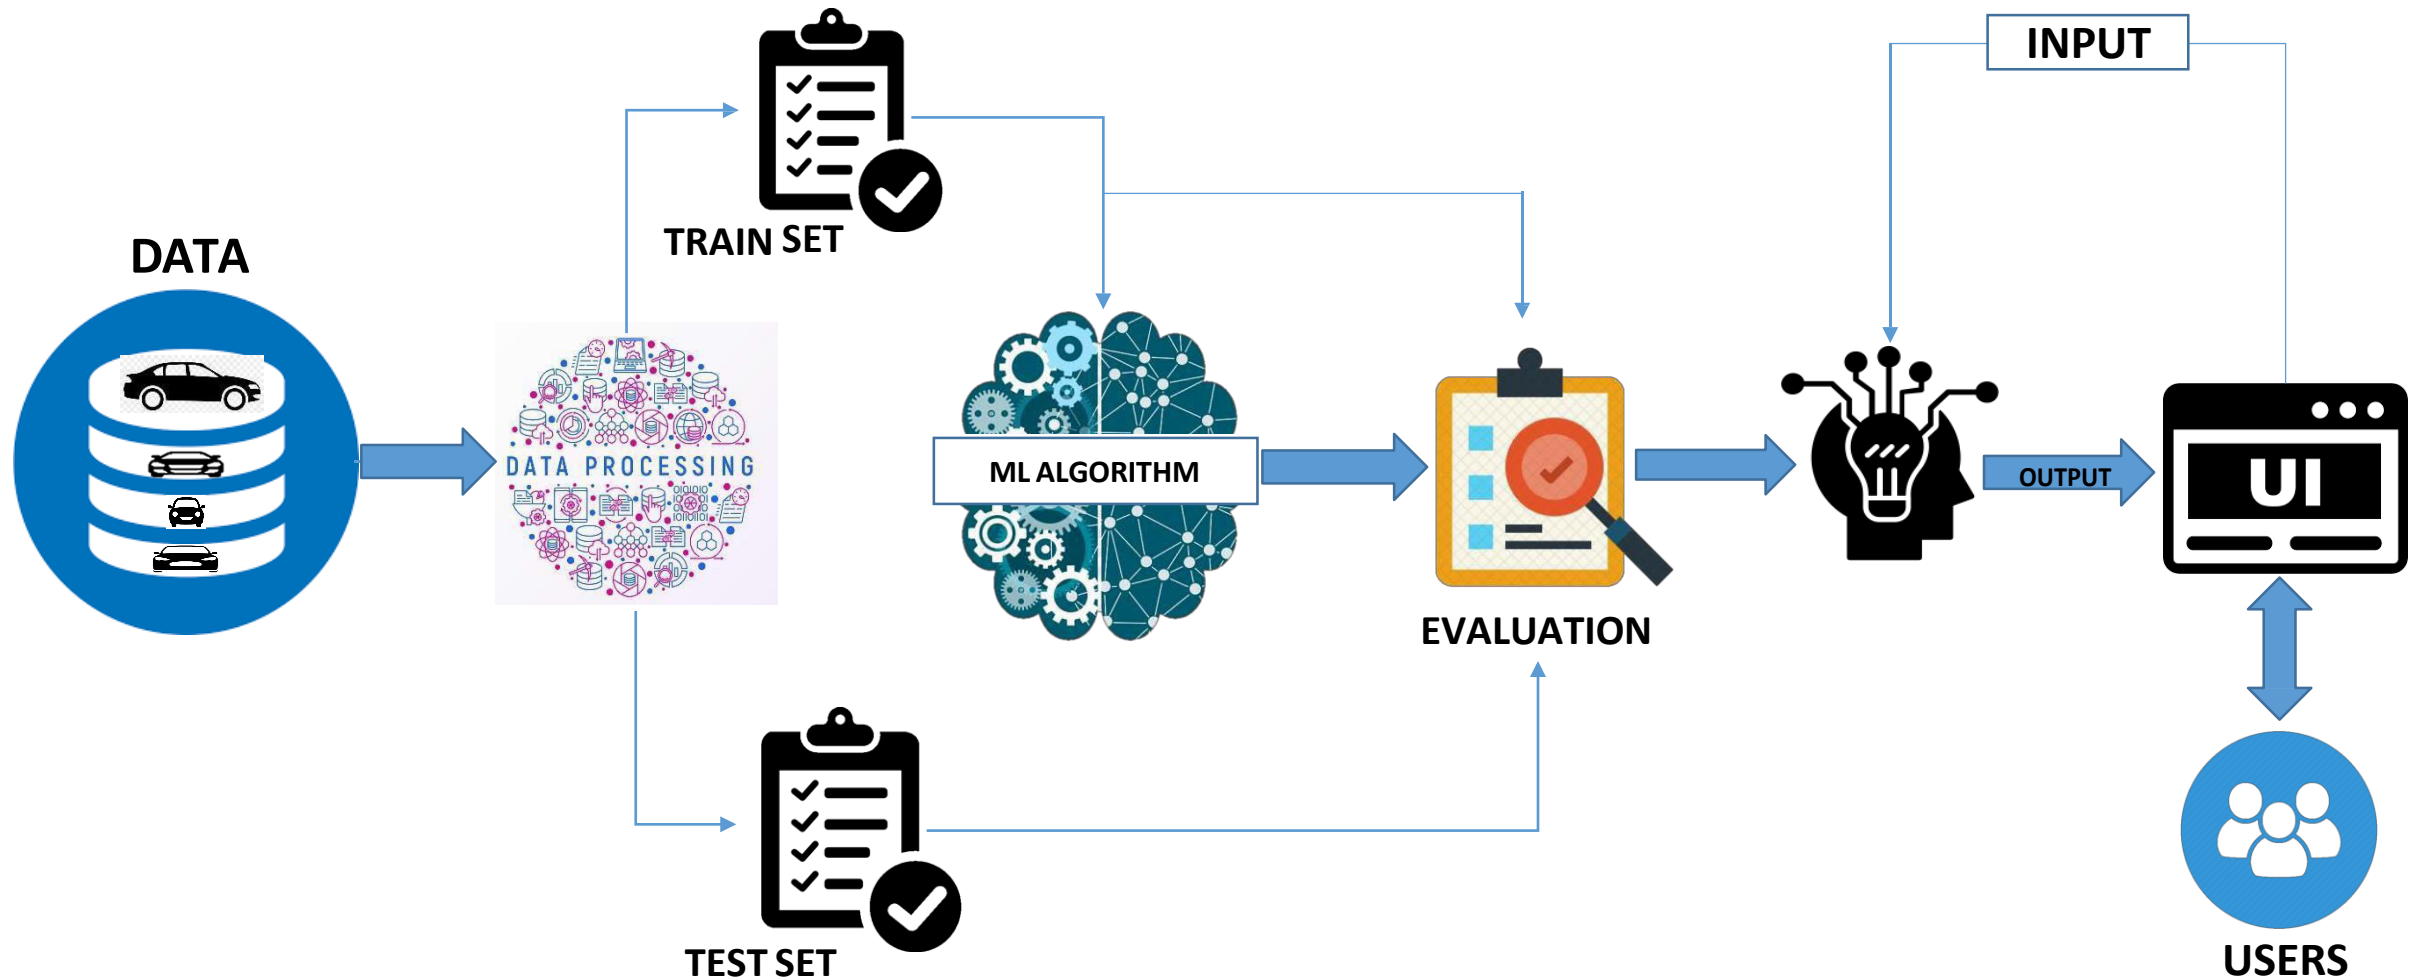 INPUT
TRAIN SET
DATA
DATA PROCESSING
ML ALGORITHM
OUTPUT
UI
EVALUATION
TEST SET
USERS